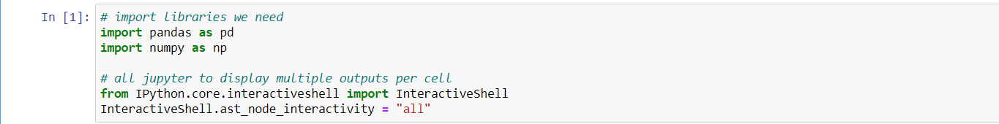 In [1]: # import libraries we need
import pandas as pd
import numpy as np
# all jupyter to display multiple outputs per cell
from IPython.core.interactiveshell import InteractiveShell
InteractiveShell.ast_node_interactivity = "all"